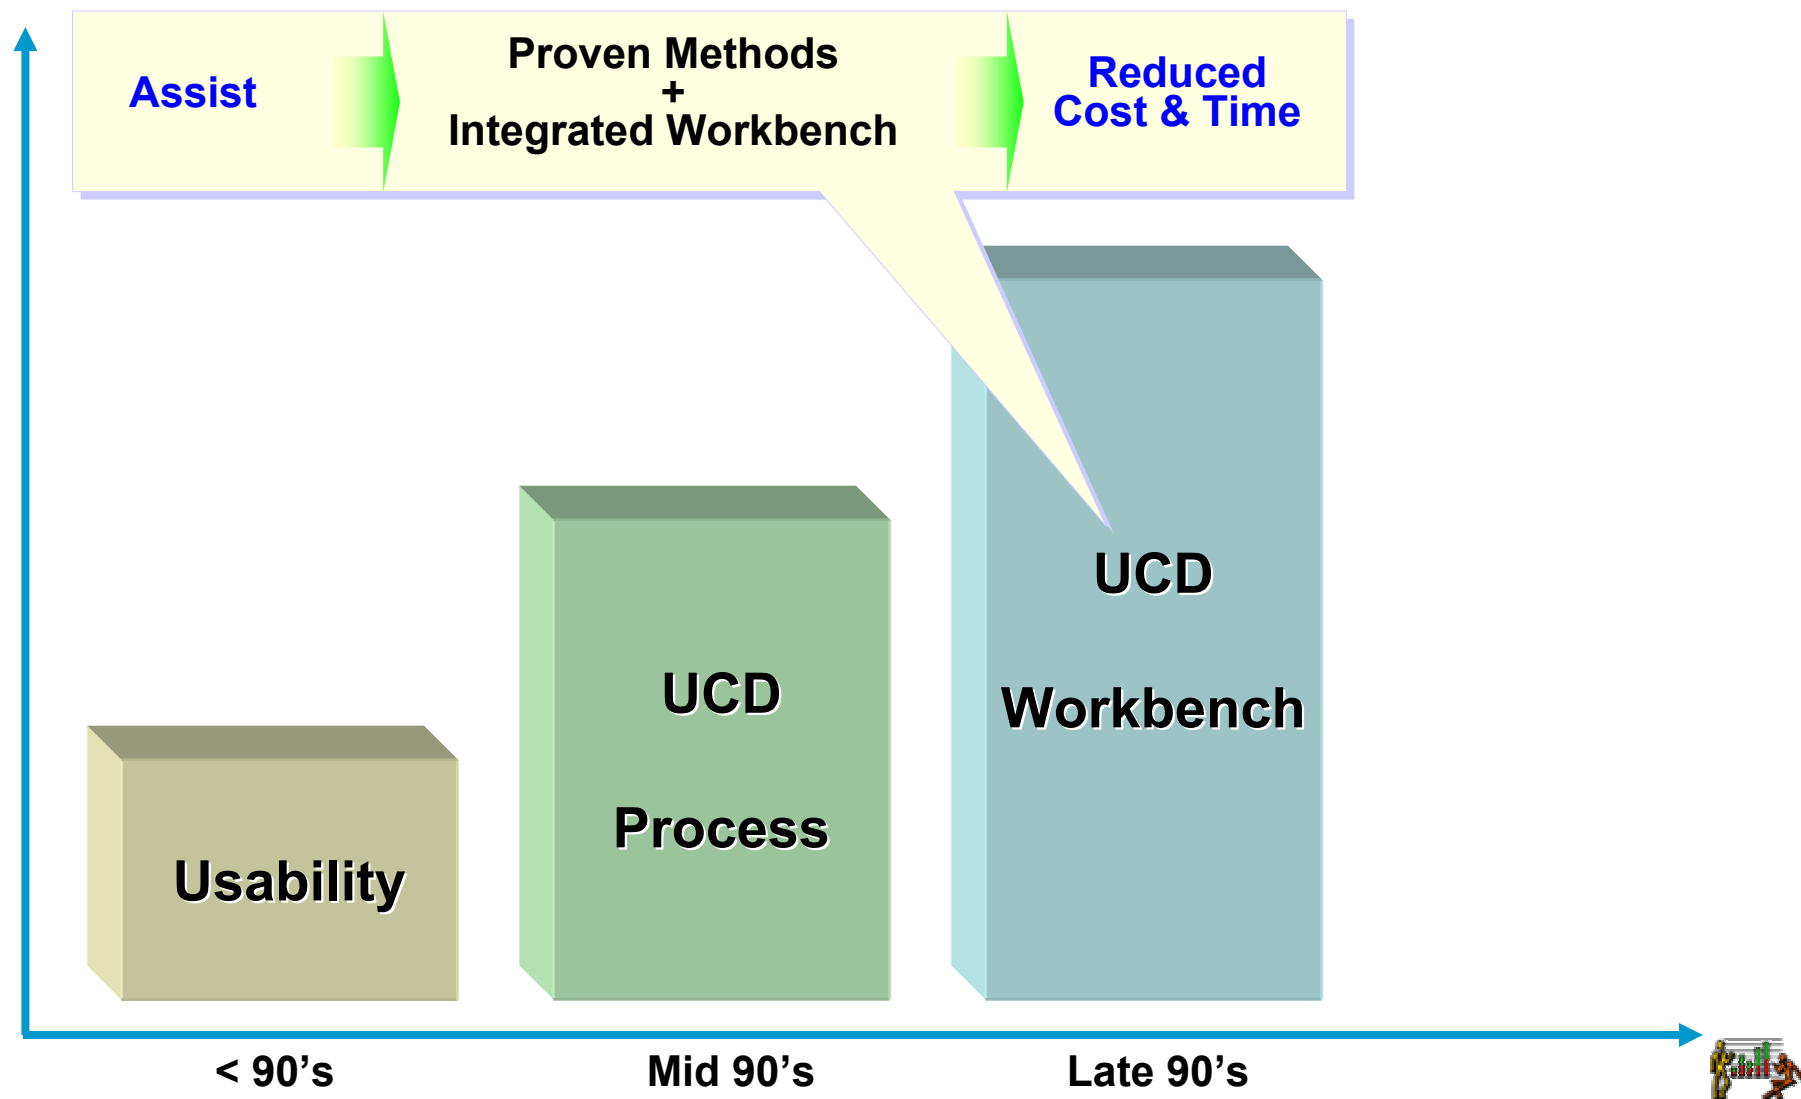 Assist
Proven Methods
+
Integrated Workbench
Reduced
Cost & Time
UCD
Workbench
UCD
Process
Usability
< 90’s
Mid 90’s
Late 90’s